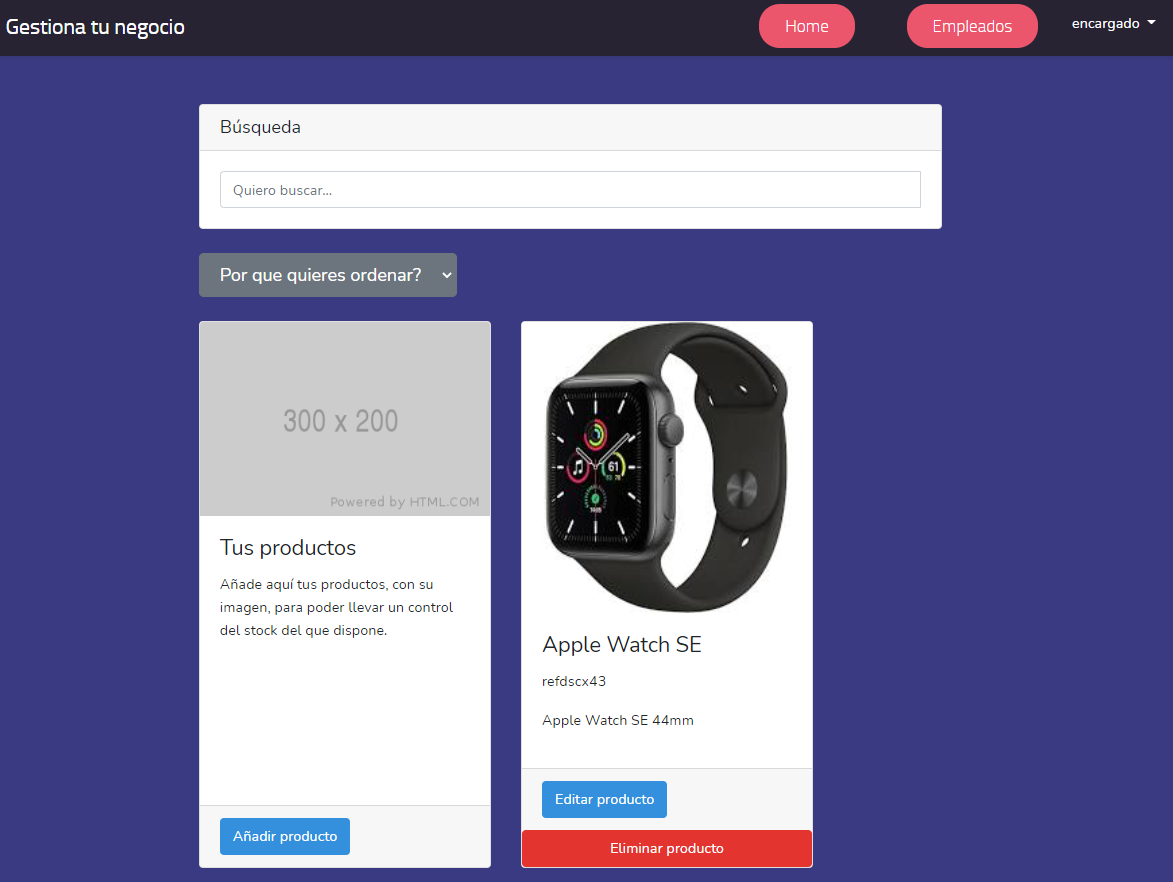 Gestiona tu negocio
Home
Empleados
encargado
Búsqueda
Quiero buscar...
Por que quieres ordenar?
300 x 200
Powered by HTML.COM
Tus productos
Añade aquí tus productos, con su
imagen, para poder llevar un control
del stock del que dispone.
Añadir producto
61
Apple Watch SE
refdscx43
Apple Watch SE 44mm
Editar producto
Eliminar producto